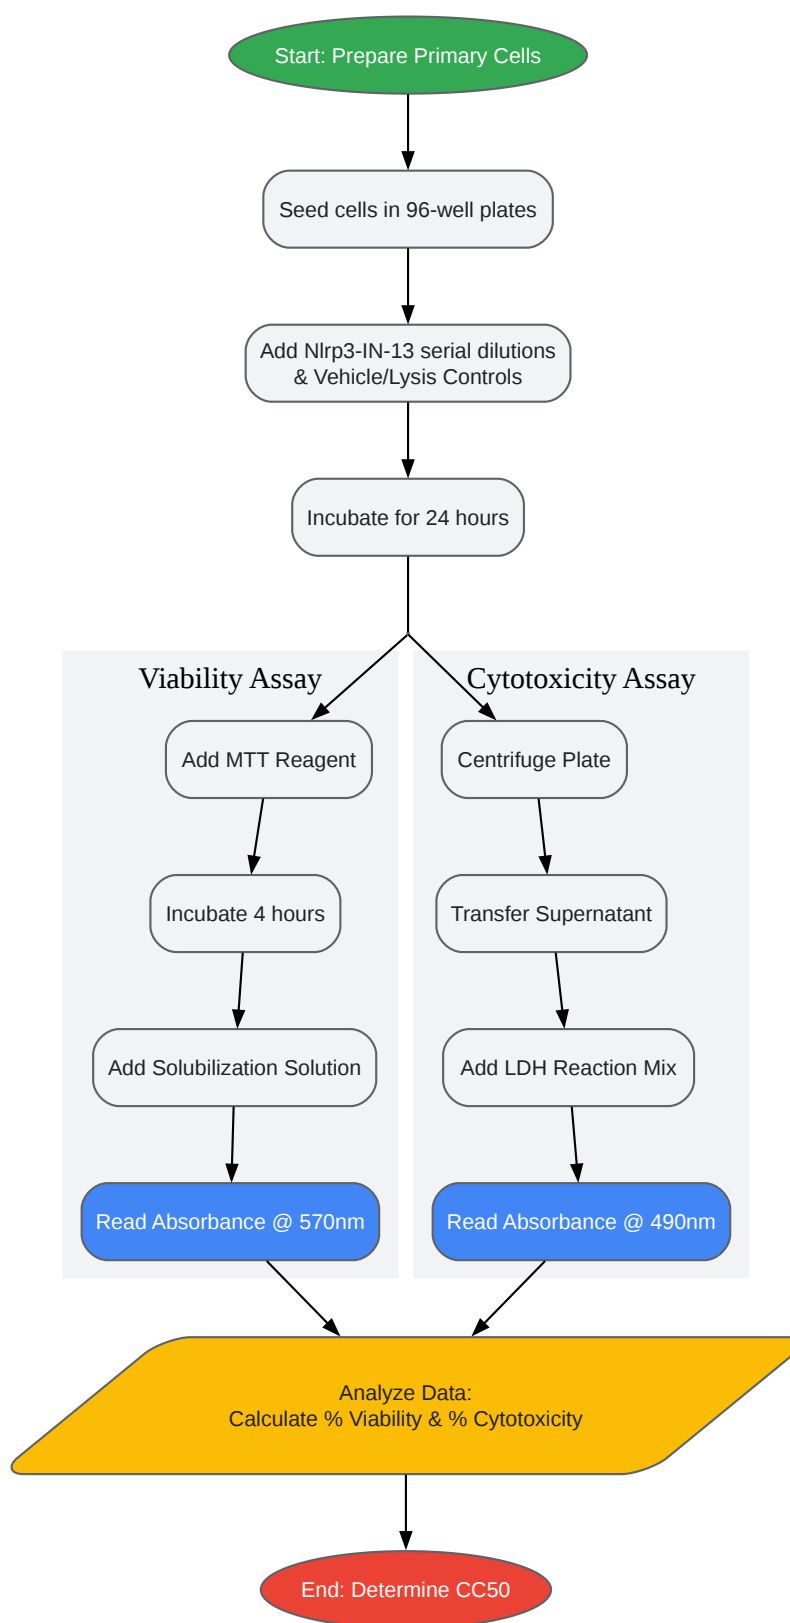 Start: Prepare Primary Cells
Seed cells in 96-well plates
Add Nlrp3-IN-13 serial dilutions
& Vehicle/Lysis Controls
Incubate for 24 hours
Viability Assay
Add MTT Reagent
Incubate 4 hours
Add Solubilization Solution
Read Absorbance @ 570nm
Cytotoxicity Assay
Centrifuge Plate
Transfer Supernatant
Add LDH Reaction Mix
Read Absorbance @ 490nm
Analyze Data:
Calculate % Viability & % Cytotoxicity
End: Determine CC50